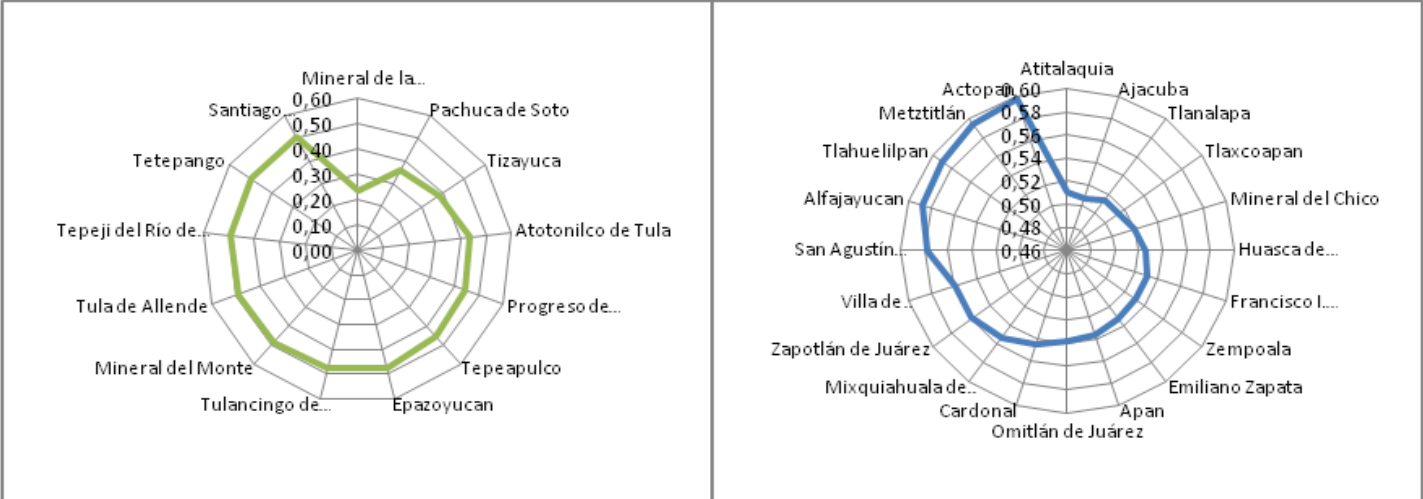 Mineral de la...
Santiago...
0,60
Pachuca de Soto
0,50
Tetepango
0,40
Tizayuca
0,30
0,20
Tepeji del Río de...
0,10
Atotonilco de Tula
0,00
Tula de Allende
Progreso de...
Mineral del Monte
Tepeapulco
Tulancingo de...
Epazoyucan
Atitalaquia
Actopan
0,60
Ajacuba
Metztitlán
0,58
Tlanalapa
0,56
Tlahuelilpan
0,54
Tlaxcoapan
0,52
Alfajayucan
Mineral del Chico
0,50
0,48
San Agustín...
0,46
Huasca de...
Villa de...
Francisco I....
Zapotlán de Juárez
Zempoala
Mixquiahuala de...
Emiliano Zapata
Cardonal
Apan
Omitlán de Juárez